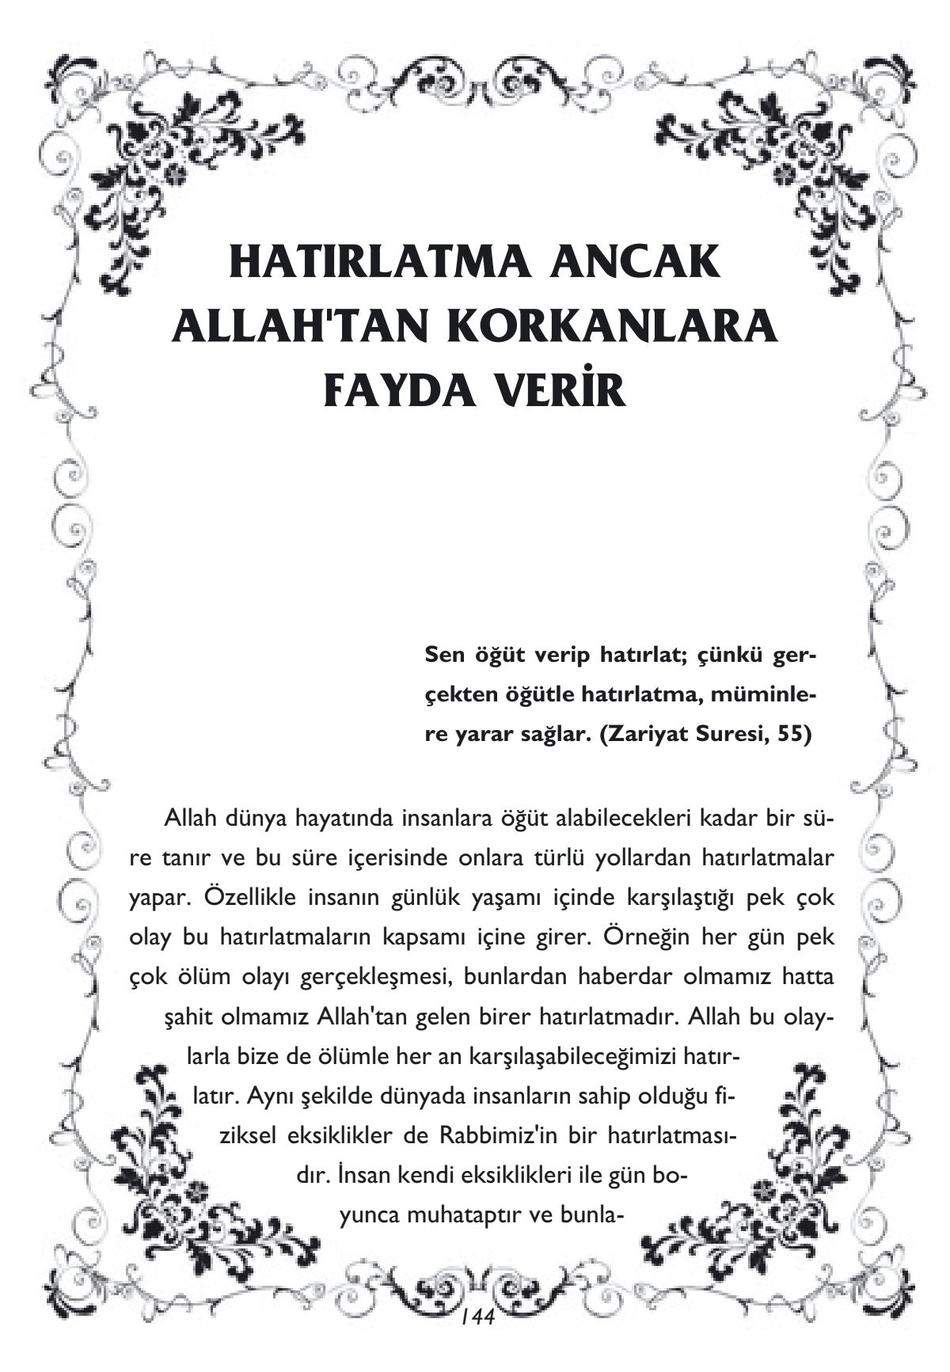 HATIRLATMA ANCAK
ALLAH'TAN KORKANLARA
FAYDA VERİR
Sen öğüt verip hatırlat; çünkü ger-
çekten öğütle hatırlatma, müminle-
re yarar sağlar. (Zariyat Suresi, 55)
Allah dünya hayatında insanlara öğüt alabilecekleri kadar bir sü-
re tanır ve bu süre içerisinde onlara türlü yollardan hatırlatmalar
yapar. Özellikle insanın günlük yaşamı içinde karşılaştığı pek çok
olay bu hatırlatmaların kapsamı içine girer. Örneğin her gün pek
çok ölüm olayı gerçekleşmesi, bunlardan haberdar olmamız hatta
şahit olmamız Allah'tan gelen birer hatırlatmadır. Allah bu olay-
larla bize de ölümle her an karşılaşabileceğimizi hatır-
latır. Aynı şekilde dünyada insanların sahip olduğu fi-
ziksel eksiklikler de Rabbimiz'in bir hatırlatması-
dır. İnsan kendi eksiklikleri ile gün bo-
yunca muhataptır ve bunla-
144